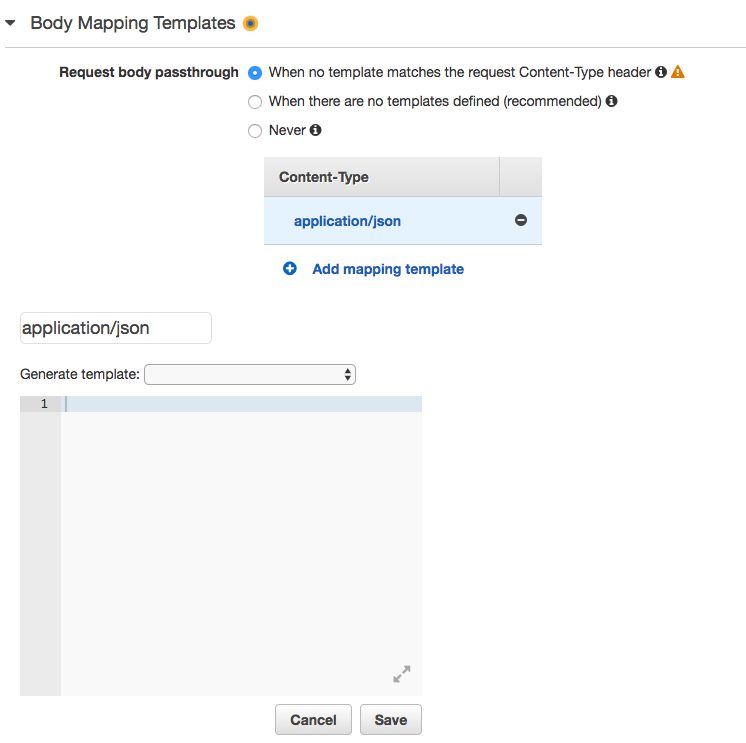 Body Mapping Templates
Request body passthrough
When no template matches the request Content-Type header
When there are no templates defined (recommended)
Never
Content-Type
application/json
Add mapping template
application/json
Generate template:
1
Cancel
Save